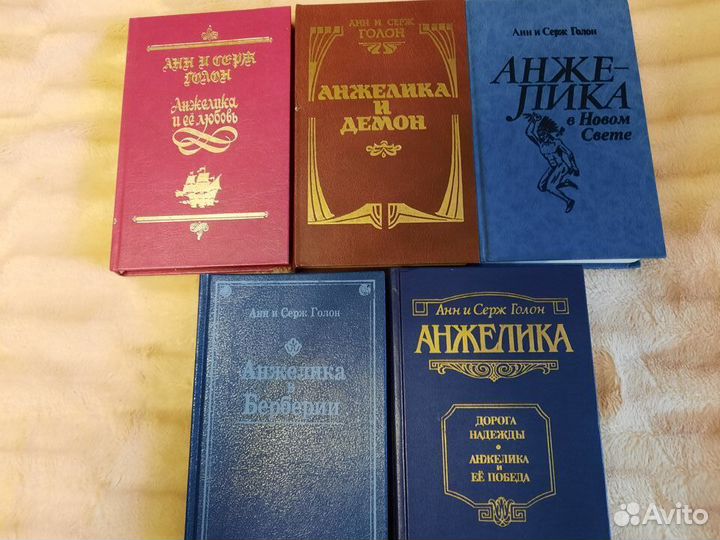 АНН И СЕРЖ
ГОЛОН
Анжелика
и её любовь
АНН И СЕРЖ
ГОЛОН
АНЖЕЛИКА
И
ДЕМОН
Анн и Серж Голон
АНЖЕ-
ЛИКА
в Новом
Свете
Анн и Серж Голон
Анжелика
в
Берберии
Анн и Серж Голон
АНЖЕЛИКА
ДОРОГА
НАДЕЖДЫ
•
АНЖЕЛИКА
И
ЕЁ ПОБЕДА
Avito